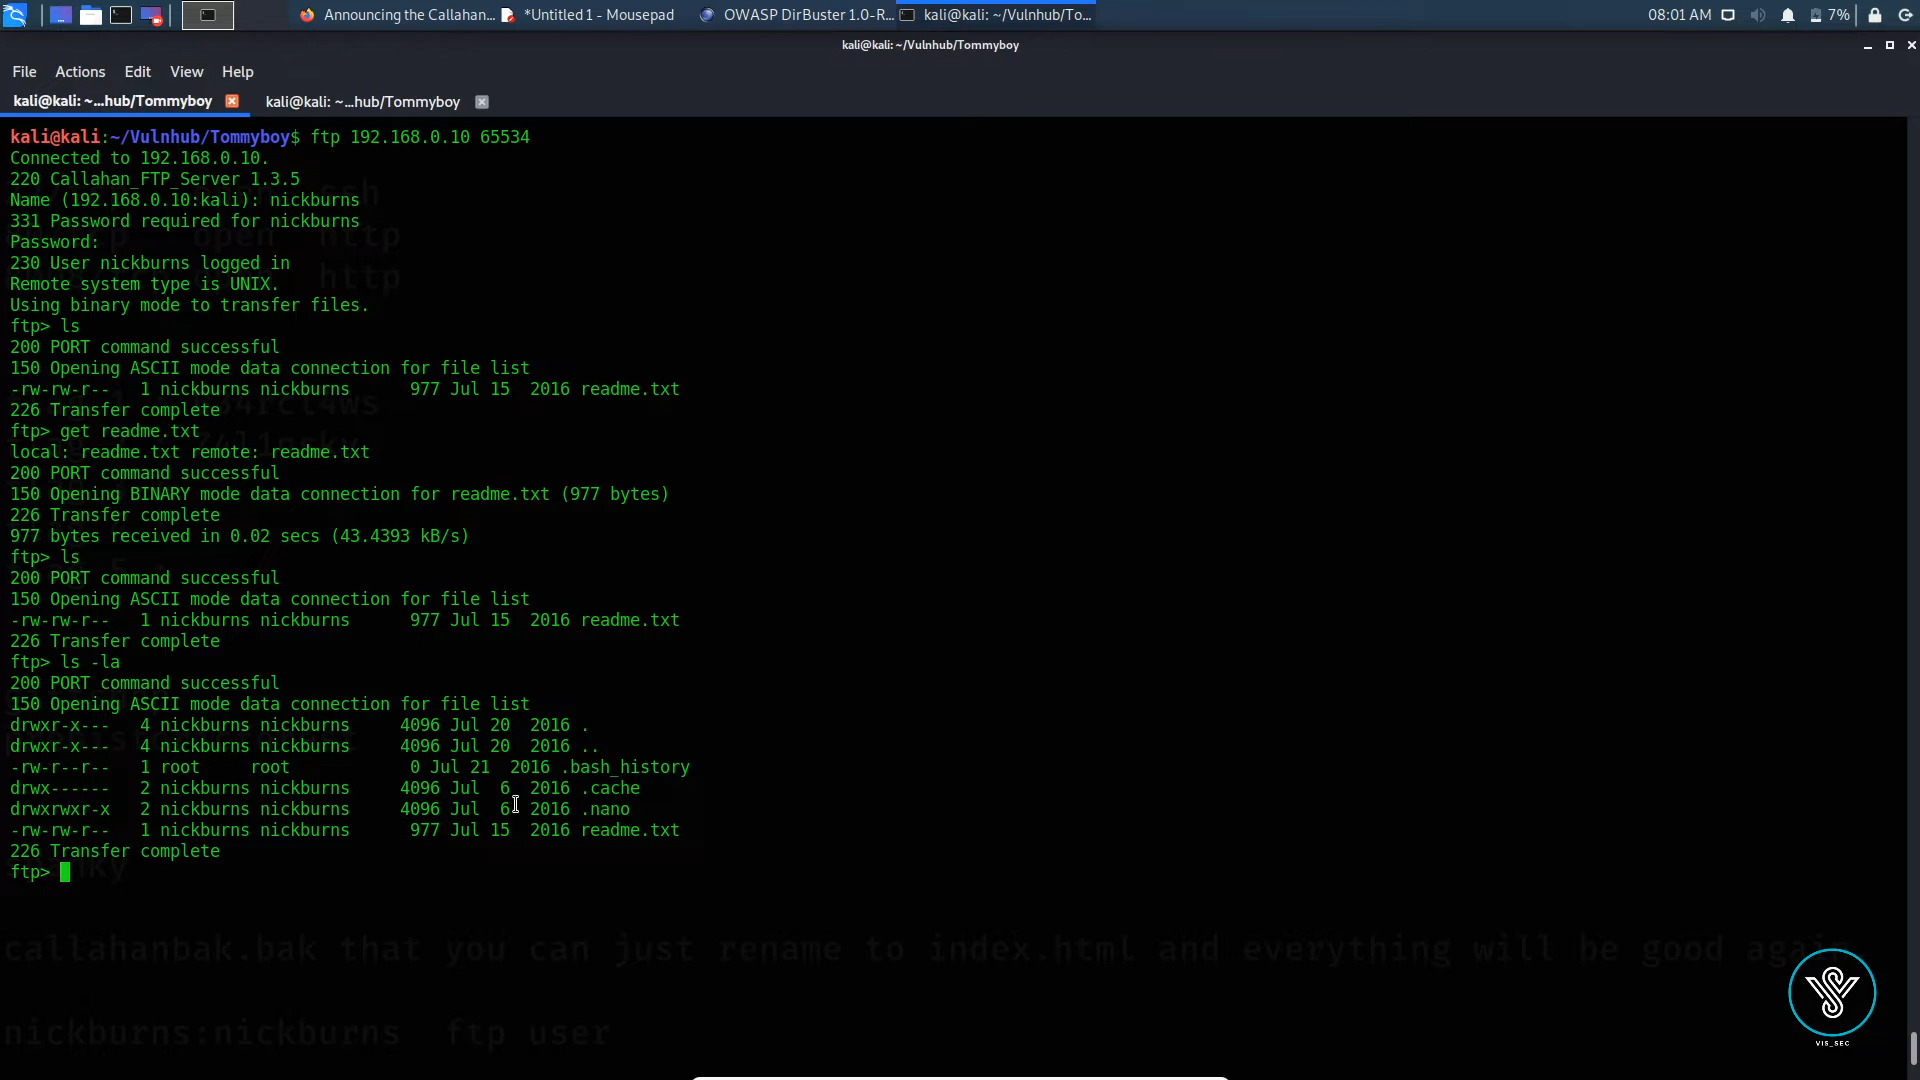 Announcing the Callahan...
*Untitled 1 - Mousepad
OWASP DirBuster 1.0-R...
kali@kali: ~/Vulnhub/To...
08:01 AM
7%
kali@kali: ~/Vulnhub/Tommyboy
File Actions Edit View Help
kali@kali: ~...hub/Tommyboy
kali@kali: ~...hub/Tommyboy
kali@kali:~/Vulnhub/Tommyboy$ ftp 192.168.0.10 65534
Connected to 192.168.0.10.
220 Callahan_FTP_Server 1.3.5
Name (192.168.0.10:kali): nickburns
331 Password required for nickburns
Password:
230 User nickburns logged in
Remote system type is UNIX.
Using binary mode to transfer files.
ftp> ls
200 PORT command successful
150 Opening ASCII mode data connection for file list
-rw-rw-r-- 1 nickburns nickburns 977 Jul 15 2016 readme.txt
226 Transfer complete
ftp> get readme.txt
local: readme.txt remote: readme.txt
200 PORT command successful
150 Opening BINARY mode data connection for readme.txt (977 bytes)
226 Transfer complete
977 bytes received in 0.02 secs (43.4393 kB/s)
ftp> ls
200 PORT command successful
150 Opening ASCII mode data connection for file list
-rw-rw-r-- 1 nickburns nickburns 977 Jul 15 2016 readme.txt
226 Transfer complete
ftp> ls -la
200 PORT command successful
150 Opening ASCII mode data connection for file list
drwxr-x--- 4 nickburns nickburns 4096 Jul 20 2016 .
drwxr-x--- 4 nickburns nickburns 4096 Jul 20 2016 ..
-rw-r--r-- 1 root root 0 Jul 21 2016 .bash_history
drwx------ 2 nickburns nickburns 4096 Jul 6 2016 .cache
drwxrwxr-x 2 nickburns nickburns 4096 Jul 6 2016 .nano
-rw-rw-r-- 1 nickburns nickburns 977 Jul 15 2016 readme.txt
226 Transfer complete
ftp>
callahanbak.bak that you can just rename to index.html and everything will be good again
nickburns:nickburns ftp user
VIS_SEC